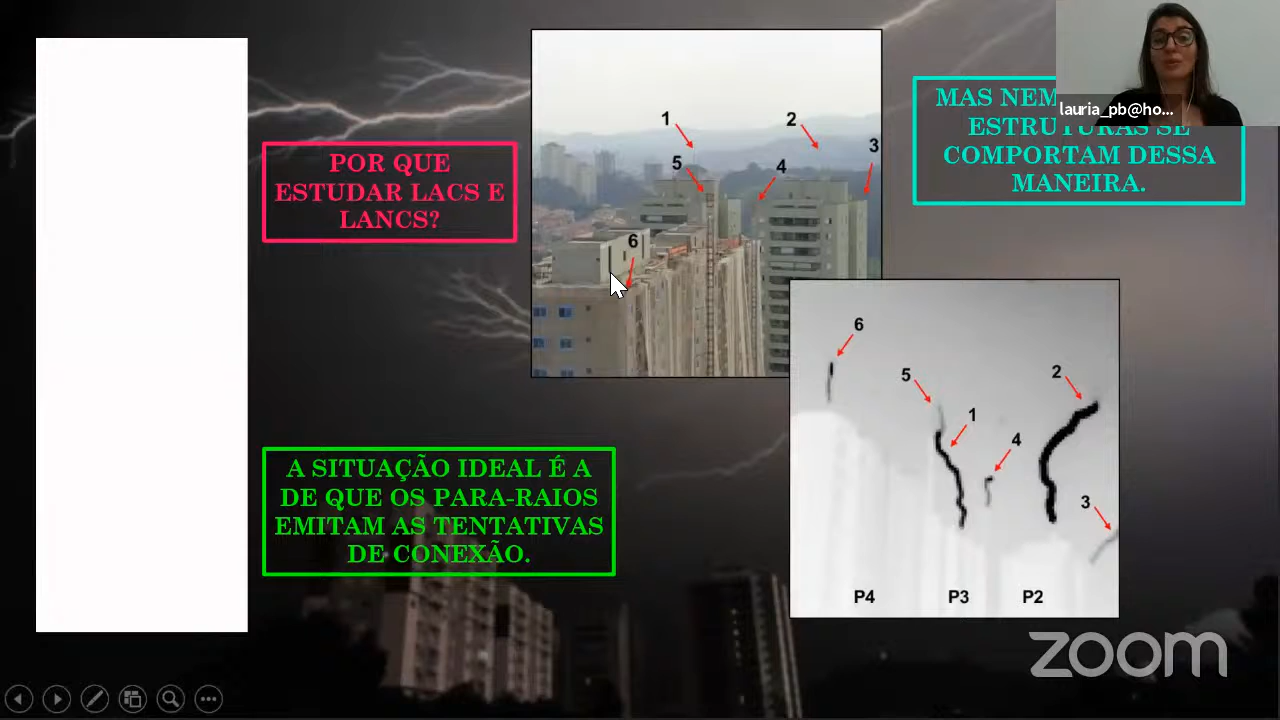 POR QUE
ESTUDAR LACS E
LANCS?
1
2
3
5
4
6
MAS NEM
ESTRUTURAS SE
COMPORTAM DESSA
MANEIRA.
lauria_pb@ho...
A SITUAÇÃO IDEAL É A
DE QUE OS PARA-RAIOS
EMITAM AS TENTATIVAS
DE CONEXÃO.
6
5
2
1
4
3
P4 P3 P2
zoom